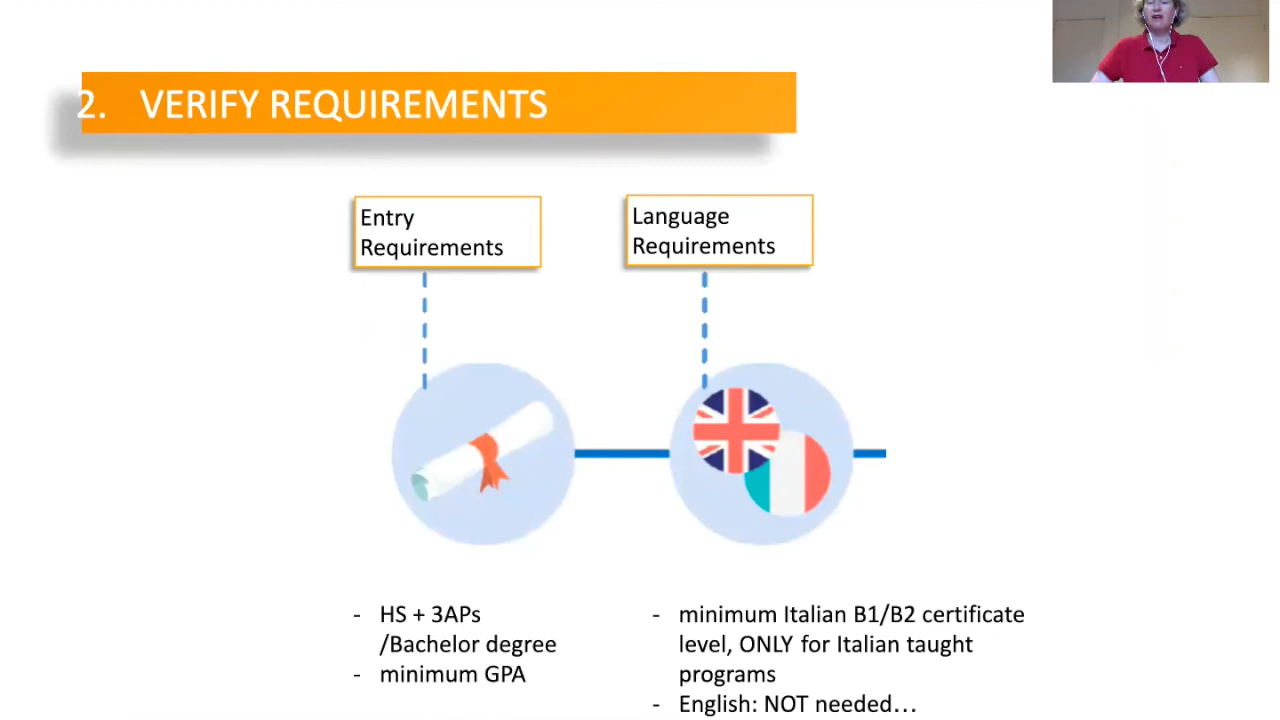 2. VERIFY REQUIREMENTS
Entry
Requirements
Language
Requirements
- HS + 3APs
/Bachelor degree
- minimum GPA
- minimum Italian B1/B2 certificate
level, ONLY for Italian taught
programs
- English: NOT needed…